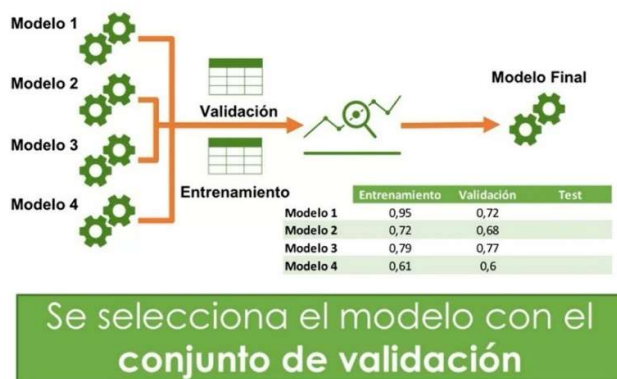 Modelo 1
Modelo 2
Modelo 3
Modelo 4
Validación
Entrenamiento
Modelo Final
Entrenamiento Validación Test
Modelo 1 0,95 0,72
Modelo 2 0,72 0,68
Modelo 3 0,79 0,77
Modelo 4 0,61 0,6
Se selecciona el modelo con el
conjunto de validación